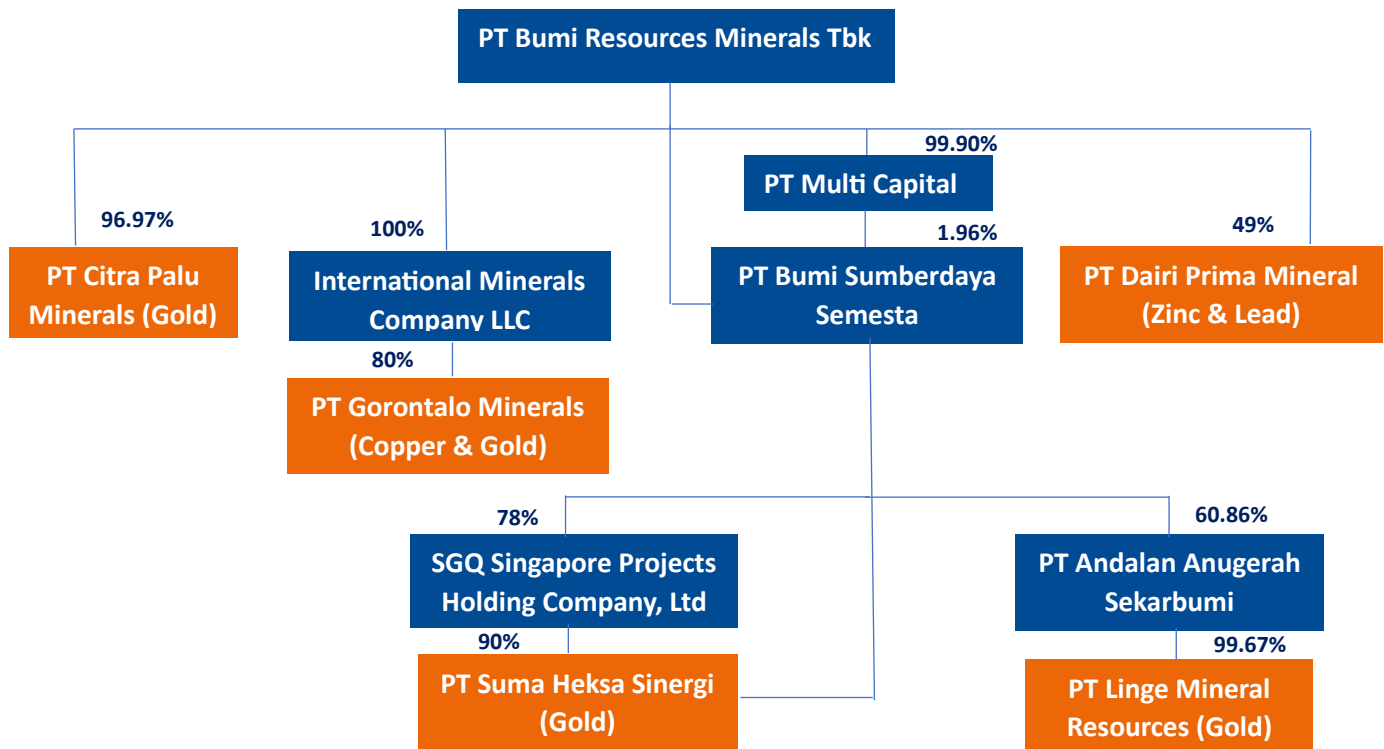 PT Bumi Resources Minerals Tbk
99.90%
PT Multi Capital
96.97%
100%
1.96%
49%
PT Citra Palu
Minerals (Gold)
International Minerals
Company LLC
PT Bumi Sumberdaya
Semesta
PT Dairi Prima Mineral
(Zinc & Lead)
80%
PT Gorontalo Minerals
(Copper & Gold)
78%
60.86%
SGQ Singapore Projects
Holding Company, Ltd
PT Andalan Anugerah
Sekarbumi
90%
99.67%
PT Suma Heksa Sinergi
(Gold)
PT Linge Mineral
Resources (Gold)